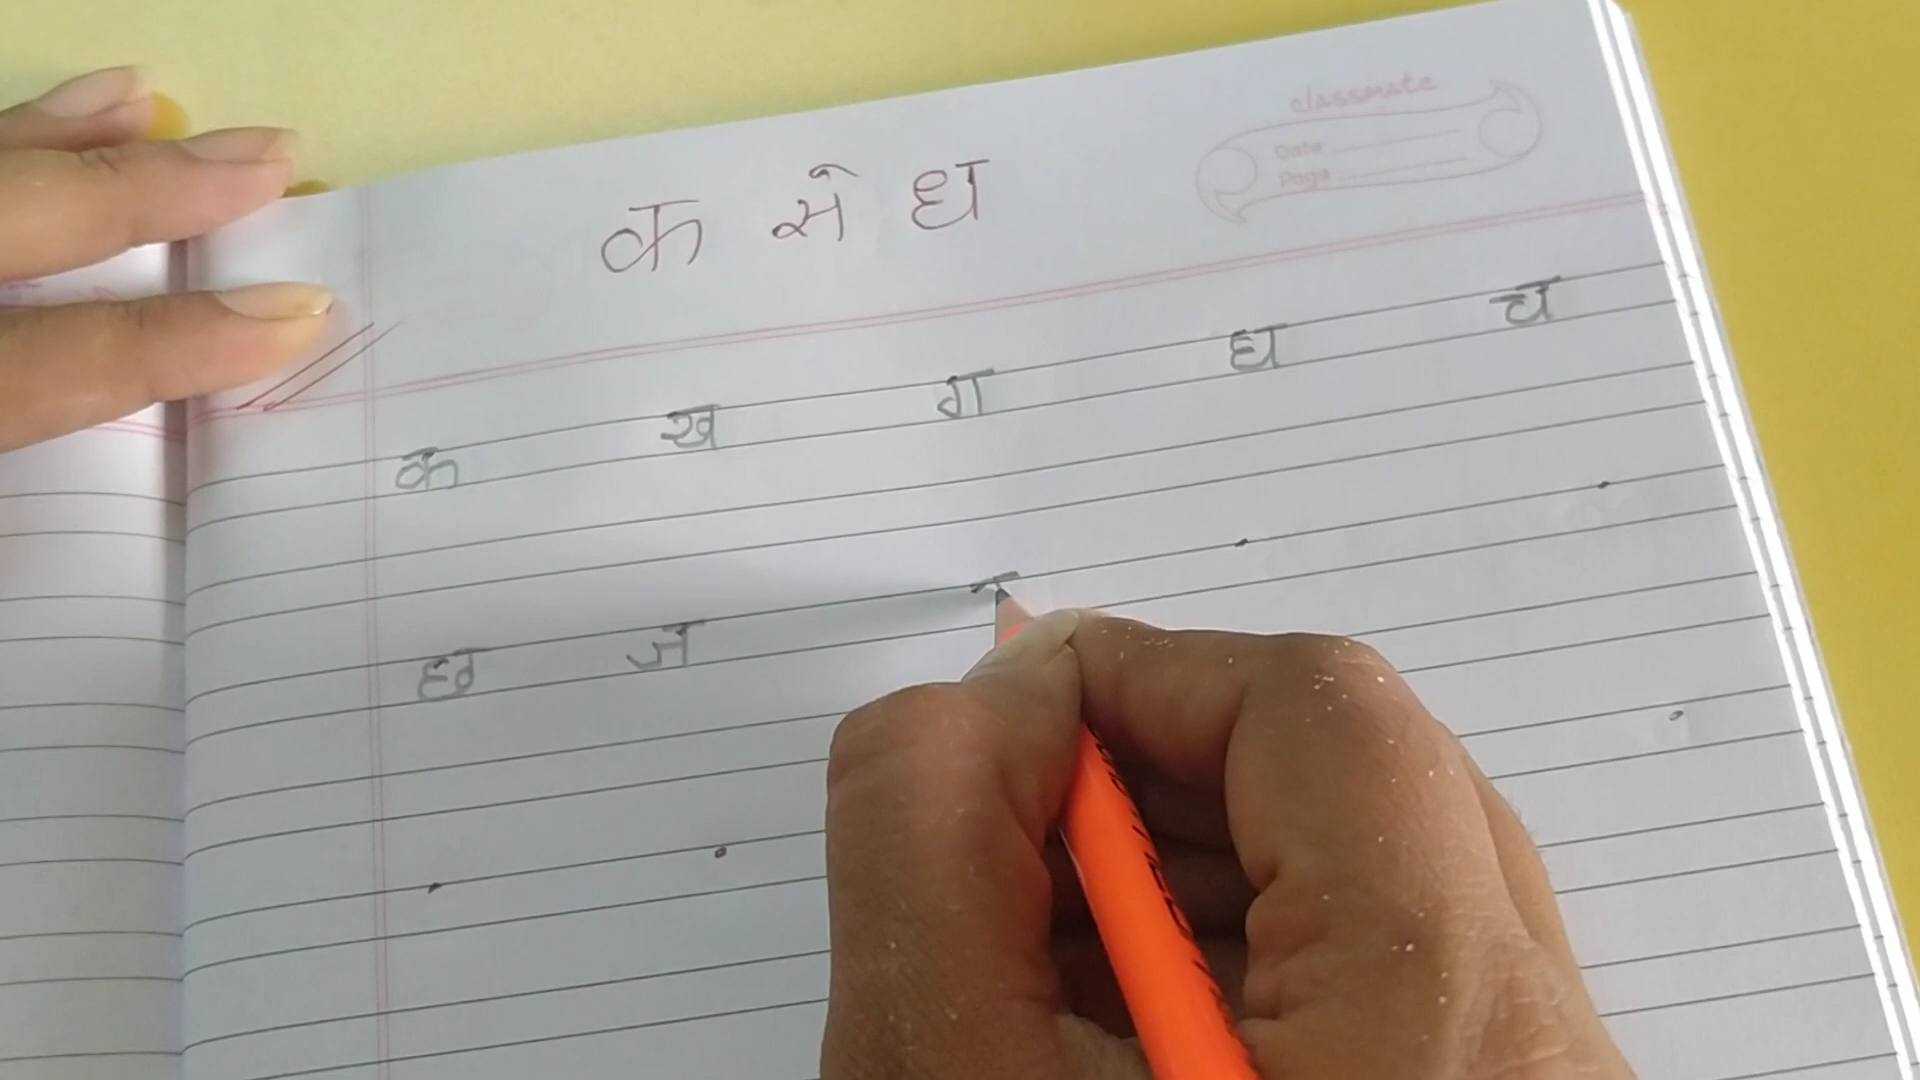 classmate
Date
Page
क से ध
क ख ग घ च
छ ज